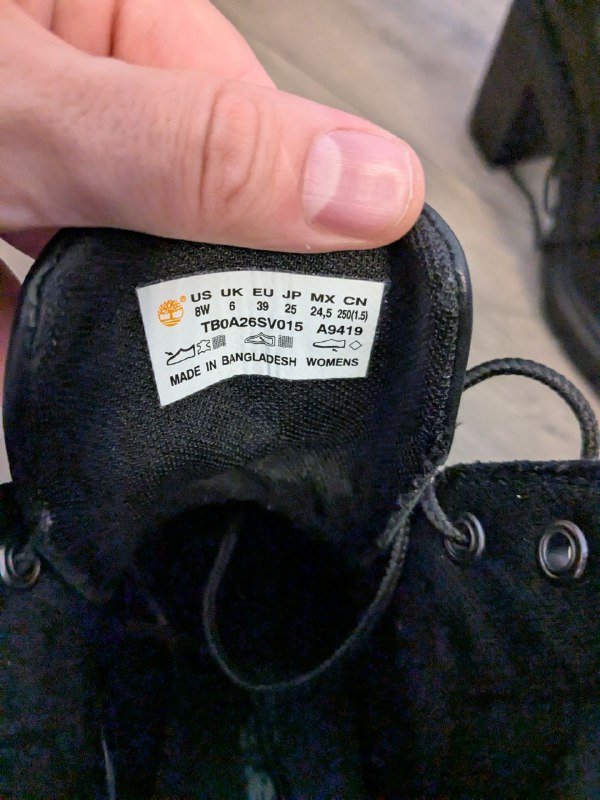 ®
US UK EU JP MX CN
8W 6 39 25 24,5 250(1.5)
TB0A26SV015 A9419
MADE IN BANGLADESH WOMENS